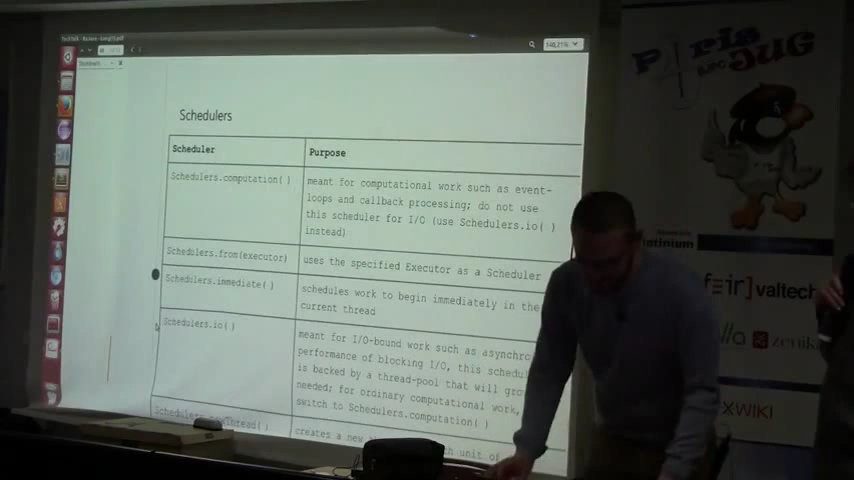 140,21%
Schedulers
Scheduler
Purpose
Schedulers.computation( )
meant for computational work such as event-
loops and callback processing; do not use
this scheduler for I/O (use Schedulers.io( )
instead)
Schedulers.from(executor)
uses the specified Executor as a Scheduler
Schedulers.immediate( )
schedules work to begin immediately in the
current thread
Schedulers.io( )
meant for I/O-bound work such as asynchro
performance of blocking I/O, this schedul
is backed by a thread-pool that will gro
needed; for ordinary computational work,
switch to Schedulers.computation( )
creates a new
unit of
Paris
JUG
valtech
XWIKI